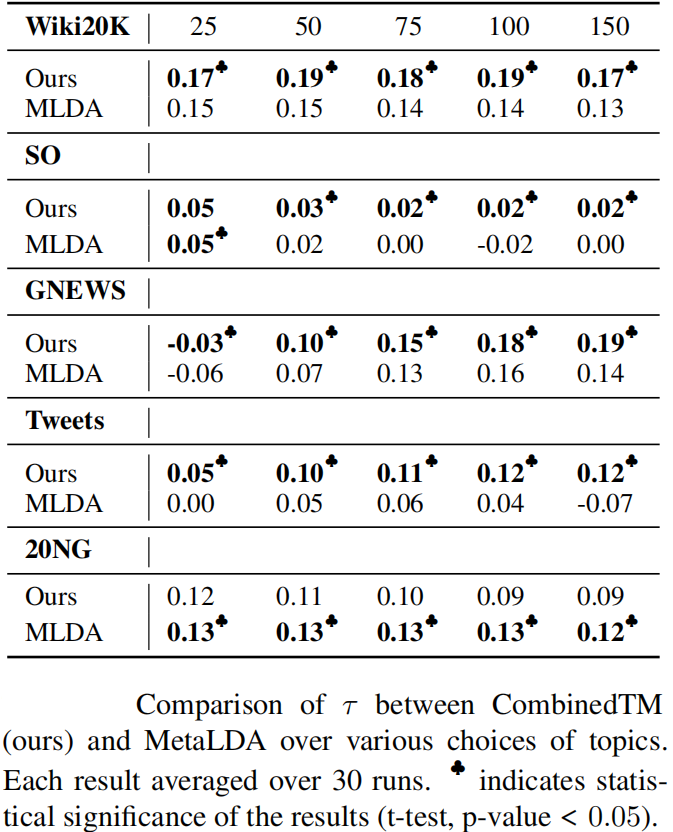 Wiki20K 25 50 75 100 150
Ours 0.17♣ 0.19♣ 0.18♣ 0.19♣ 0.17♣
MLDA 0.15 0.15 0.14 0.14 0.13
SO
Ours 0.05 0.03♣ 0.02♣ 0.02♣ 0.02♣
MLDA 0.05♣ 0.02 0.00 -0.02 0.00
GNEWS
Ours -0.03♣ 0.10♣ 0.15♣ 0.18♣ 0.19♣
MLDA -0.06 0.07 0.13 0.16 0.14
Tweets
Ours 0.05♣ 0.10♣ 0.11♣ 0.12♣ 0.12♣
MLDA 0.00 0.05 0.06 0.04 -0.07
20NG
Ours 0.12 0.11 0.10 0.09 0.09
MLDA 0.13♣ 0.13♣ 0.13♣ 0.13♣ 0.12♣
Comparison of τ between CombinedTM
(ours) and MetaLDA over various choices of topics.
Each result averaged over 30 runs. ♣ indicates statis-
tical significance of the results (t-test, p-value < 0.05).